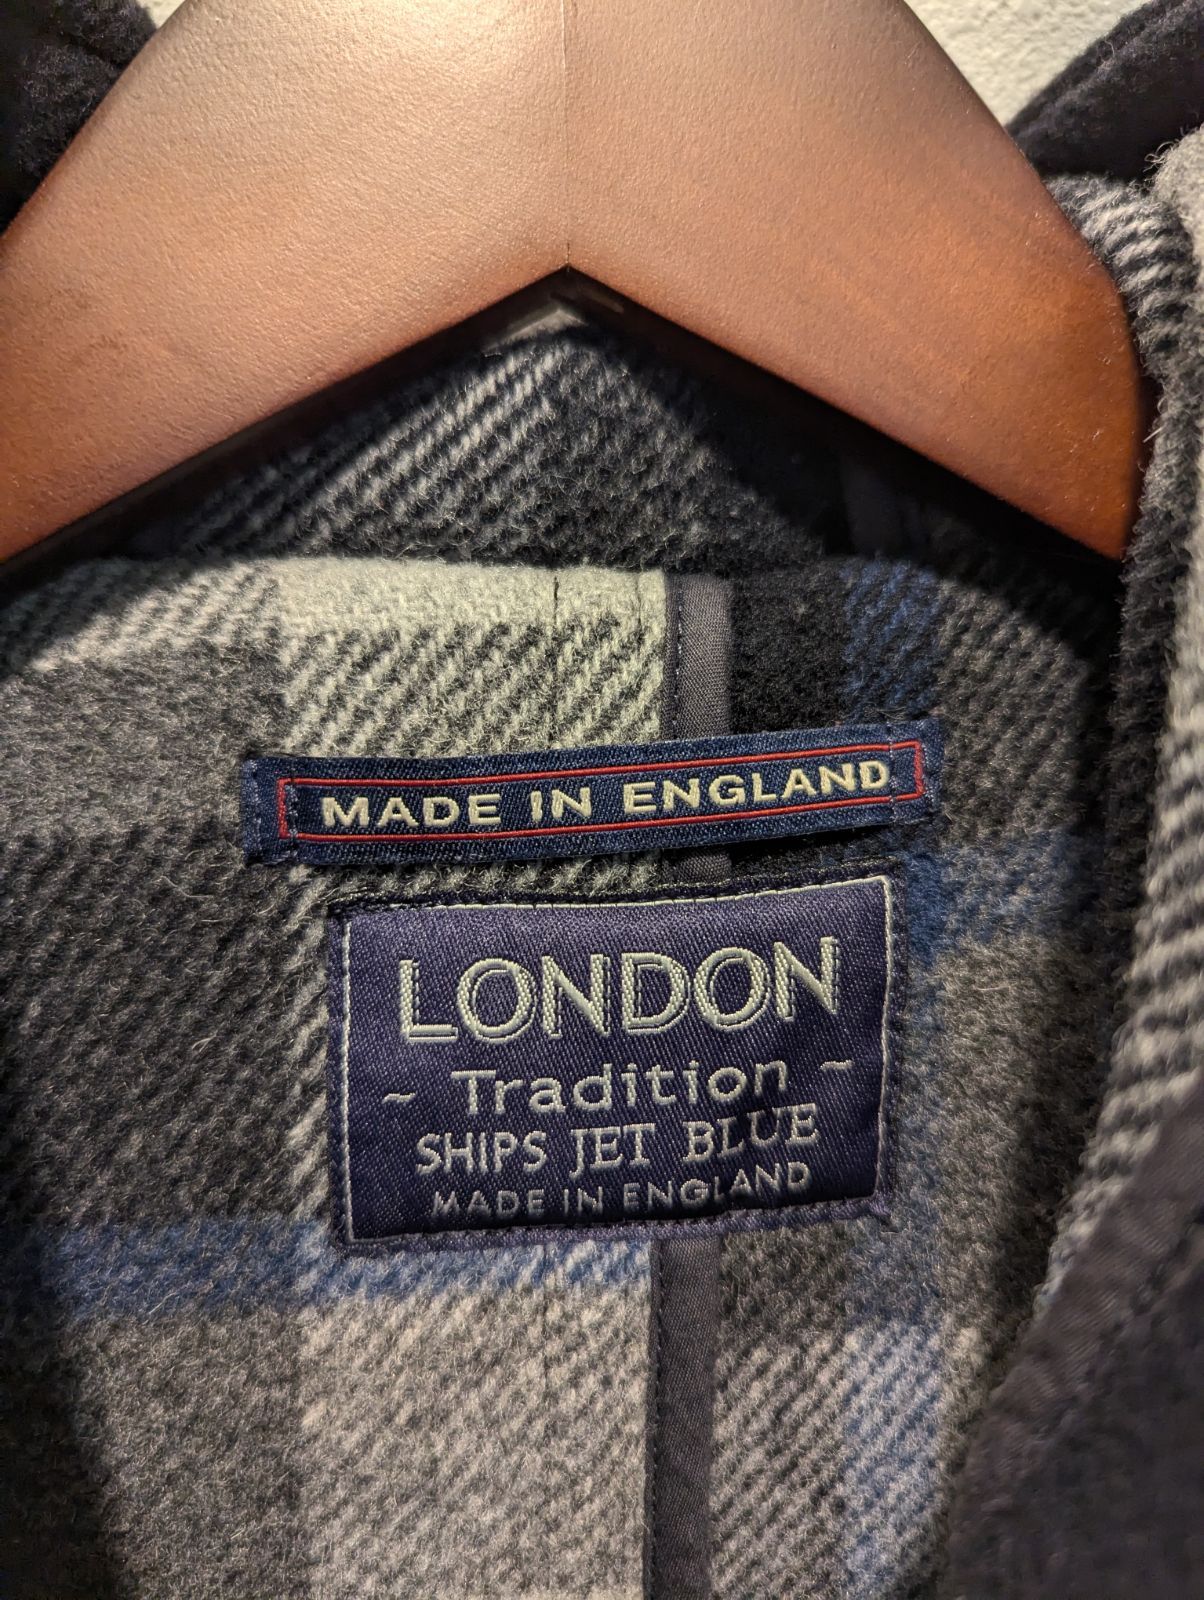 MADE IN ENGLAND
LONDON
~ Tradition ~
SHIPS JET BLUE
MADE IN ENGLAND